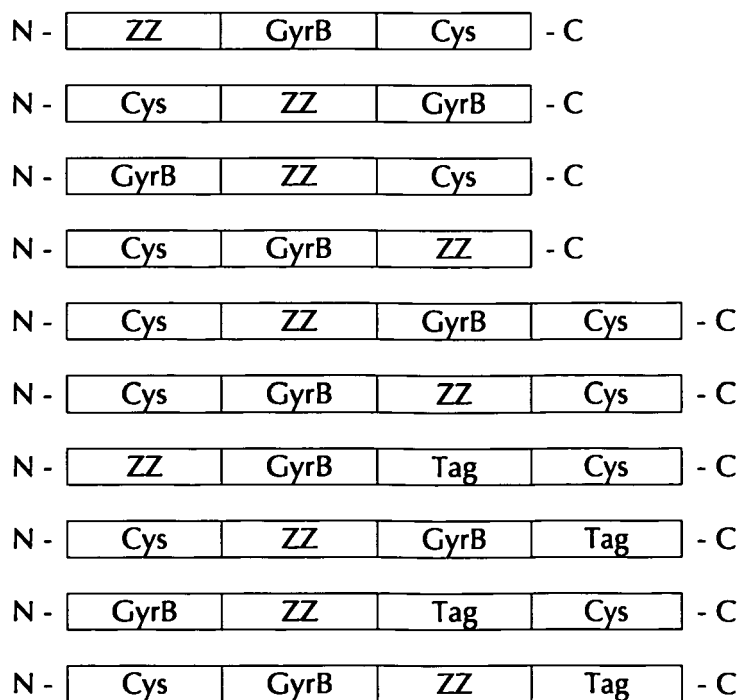 N - ZZ GyrB Cys - C
N - Cys ZZ GyrB - C
N - GyrB ZZ Cys - C
N - Cys GyrB ZZ - C
N - Cys ZZ GyrB Cys - C
N - Cys GyrB ZZ Cys - C
N - ZZ GyrB Tag Cys - C
N - Cys ZZ GyrB Tag - C
N - GyrB ZZ Tag Cys - C
N - Cys GyrB ZZ Tag - C